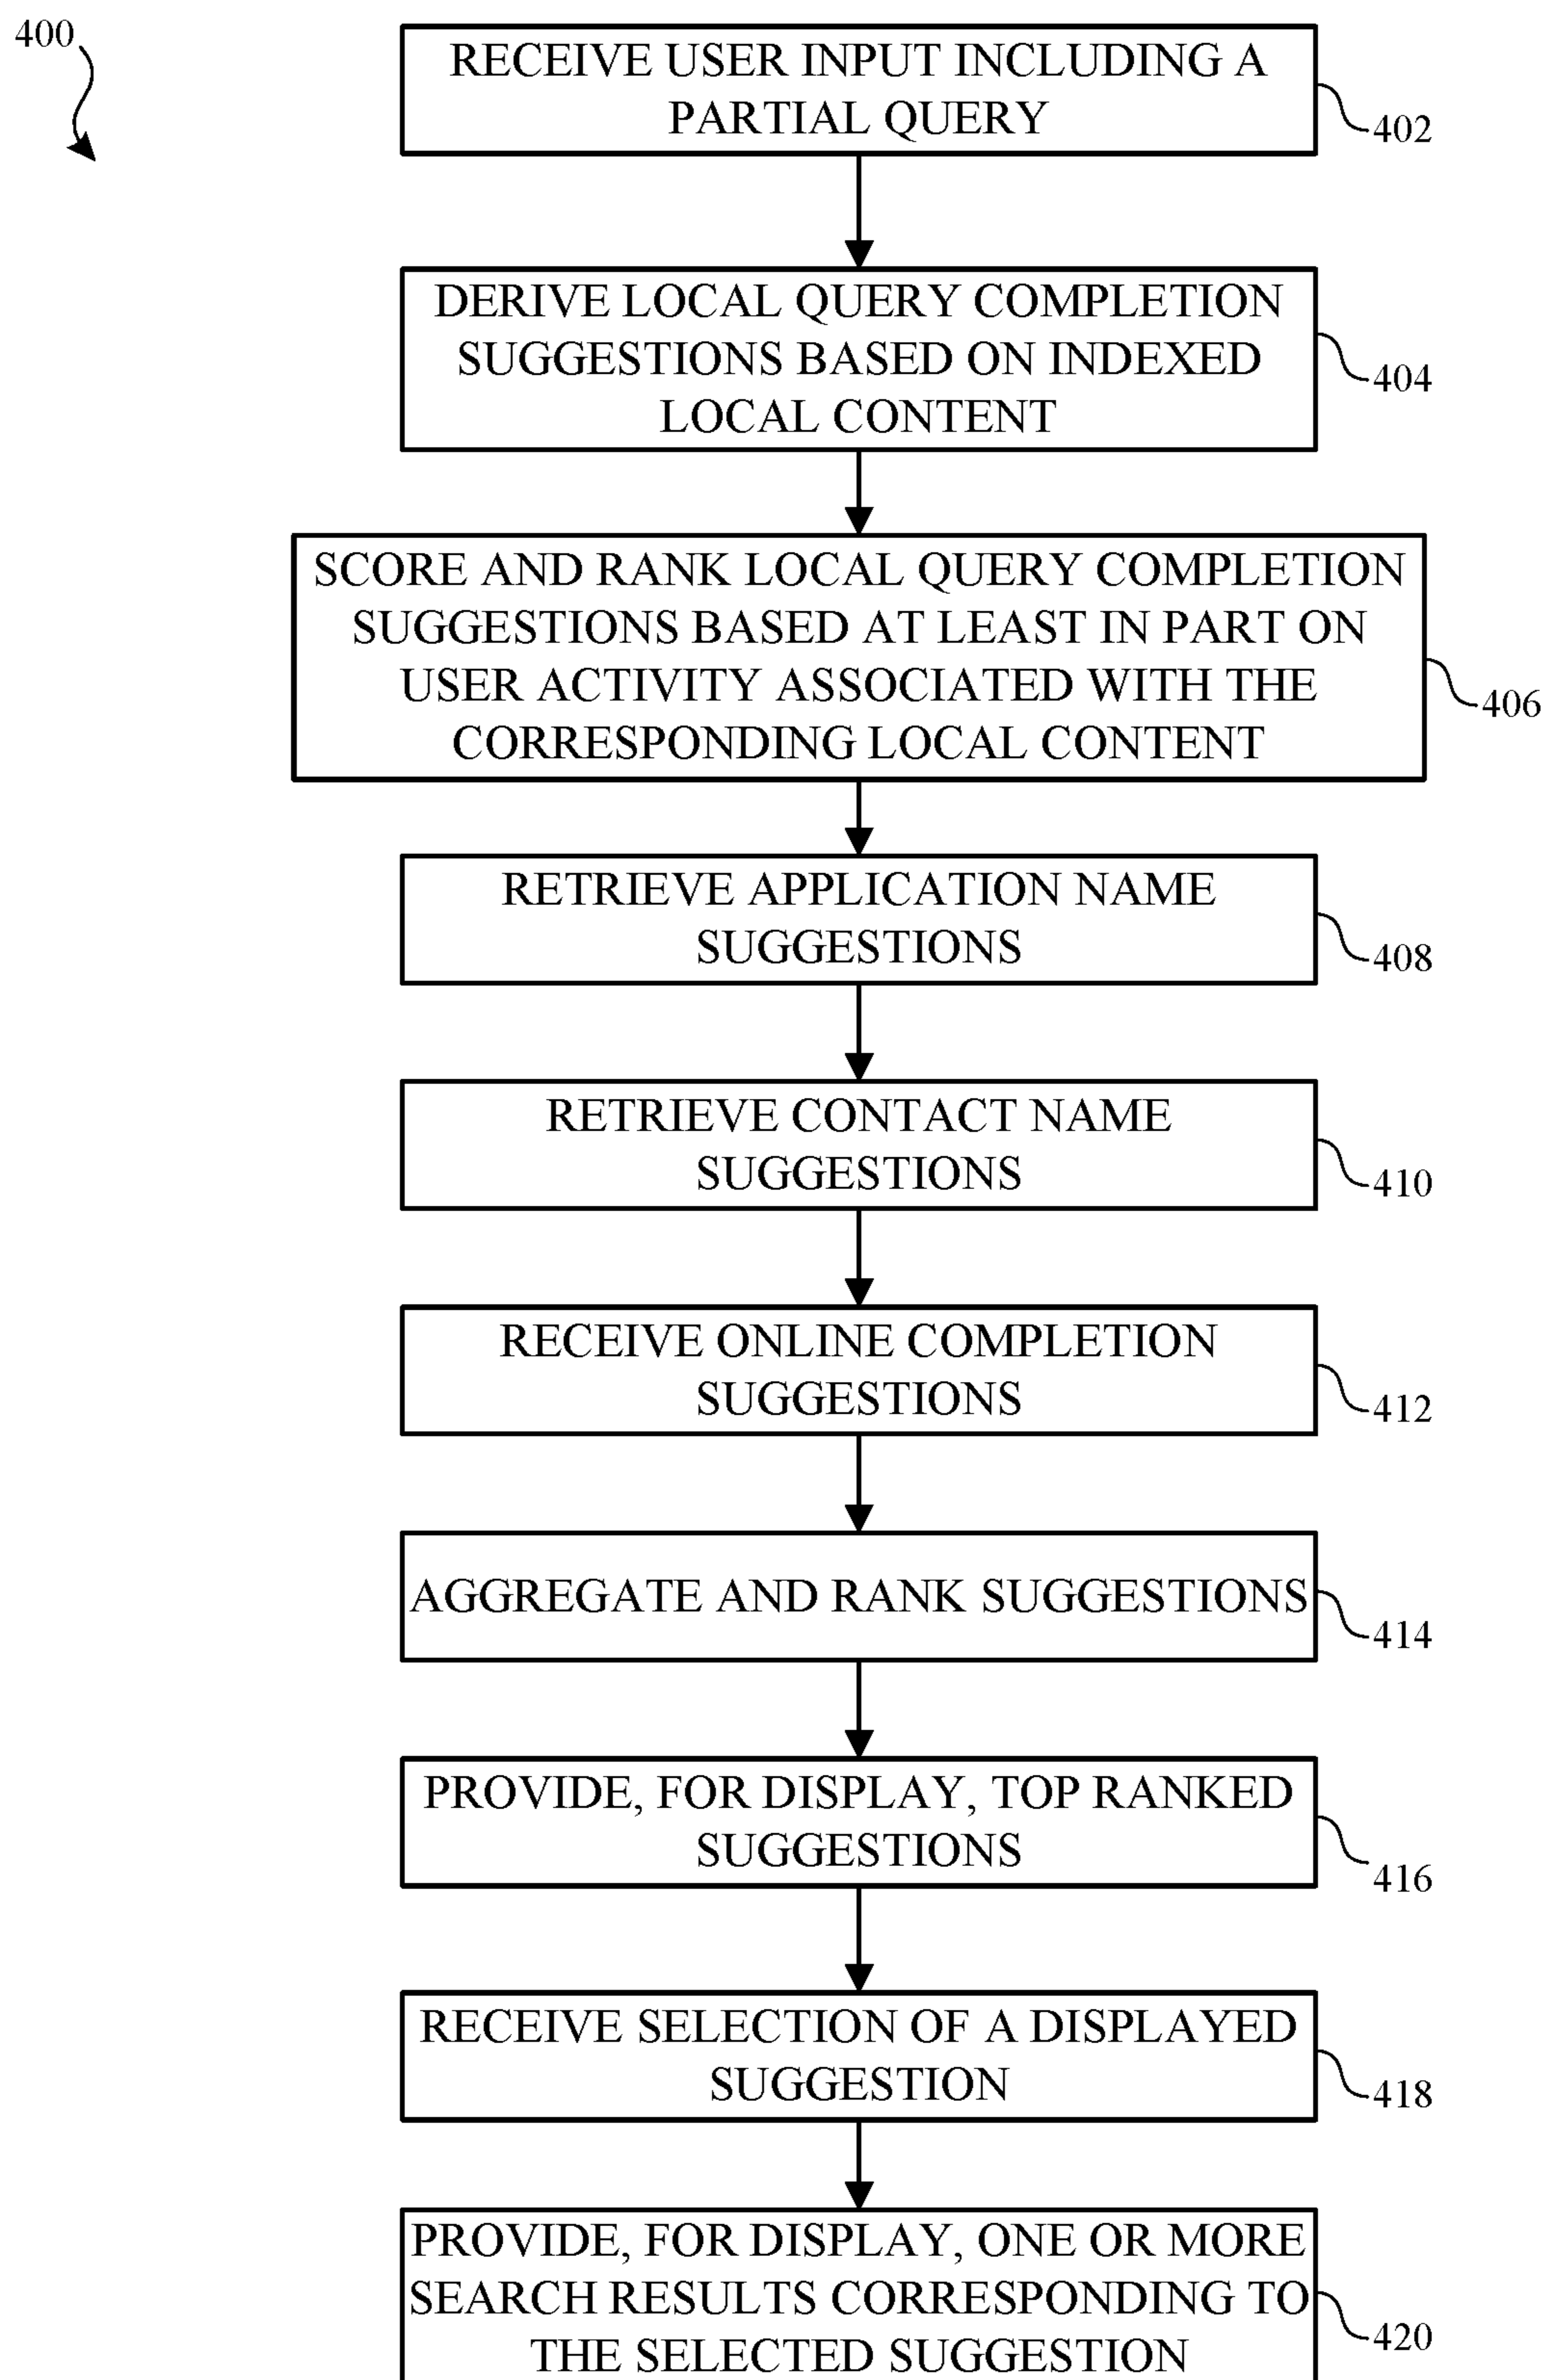 400
RECEIVE USER INPUT INCLUDING A
PARTIAL QUERY
402
DERIVE LOCAL QUERY COMPLETION
SUGGESTIONS BASED ON INDEXED
LOCAL CONTENT
404
SCORE AND RANK LOCAL QUERY COMPLETION
SUGGESTIONS BASED AT LEAST IN PART ON
USER ACTIVITY ASSOCIATED WITH THE
CORRESPONDING LOCAL CONTENT
406
RETRIEVE APPLICATION NAME
SUGGESTIONS
408
RETRIEVE CONTACT NAME
SUGGESTIONS
410
RECEIVE ONLINE COMPLETION
SUGGESTIONS
412
AGGREGATE AND RANK SUGGESTIONS
414
PROVIDE, FOR DISPLAY, TOP RANKED
SUGGESTIONS
416
RECEIVE SELECTION OF A DISPLAYED
SUGGESTION
418
PROVIDE, FOR DISPLAY, ONE OR MORE
SEARCH RESULTS CORRESPONDING TO
THE SELECTED SUGGESTION
420